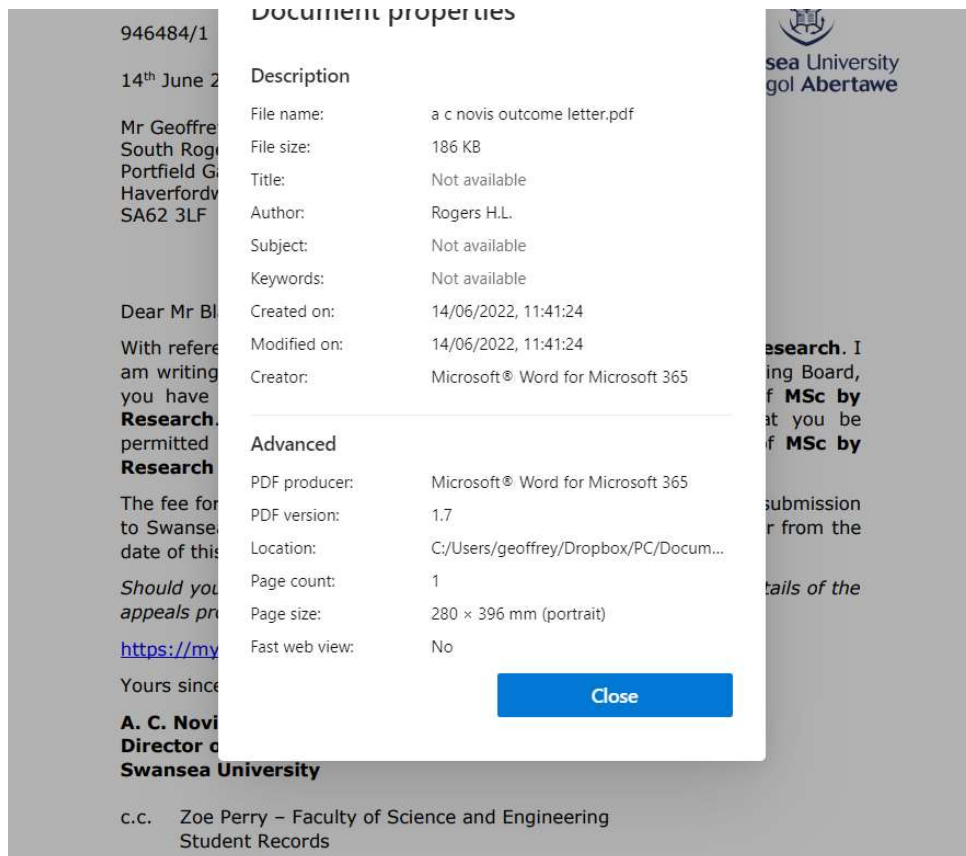 Document properties
946484/1
sea University
gol Abertawe
14th June 2
Description
File name: a c novis outcome letter.pdf
Mr Geoffre
File size: 186 KB
South Roge
Title: Not available
Portfield Ga
Author: Rogers H.L.
Haverfordw
SA62 3LF
Subject: Not available
Keywords: Not available
Dear Mr Bl
Created on: 14/06/2022, 11:41:24
With refere
Modified on: 14/06/2022, 11:41:24
esearch. I
am writing
Creator: Microsoft® Word for Microsoft 365
ing Board,
you have
f MSc by
Research.
at you be
permitted
Advanced
f MSc by
Research
PDF producer: Microsoft® Word for Microsoft 365
The fee for
submission
PDF version: 1.7
to Swansea
r from the
date of this
Location: C:/Users/geoffrey/Dropbox/PC/Docum...
Page count: 1
Should you
tails of the
appeals pro
Page size: 280 × 396 mm (portrait)
https://my
Fast web view: No
Yours since
Close
A. C. Novi
Director o
Swansea University
c.c. Zoe Perry – Faculty of Science and Engineering
Student Records